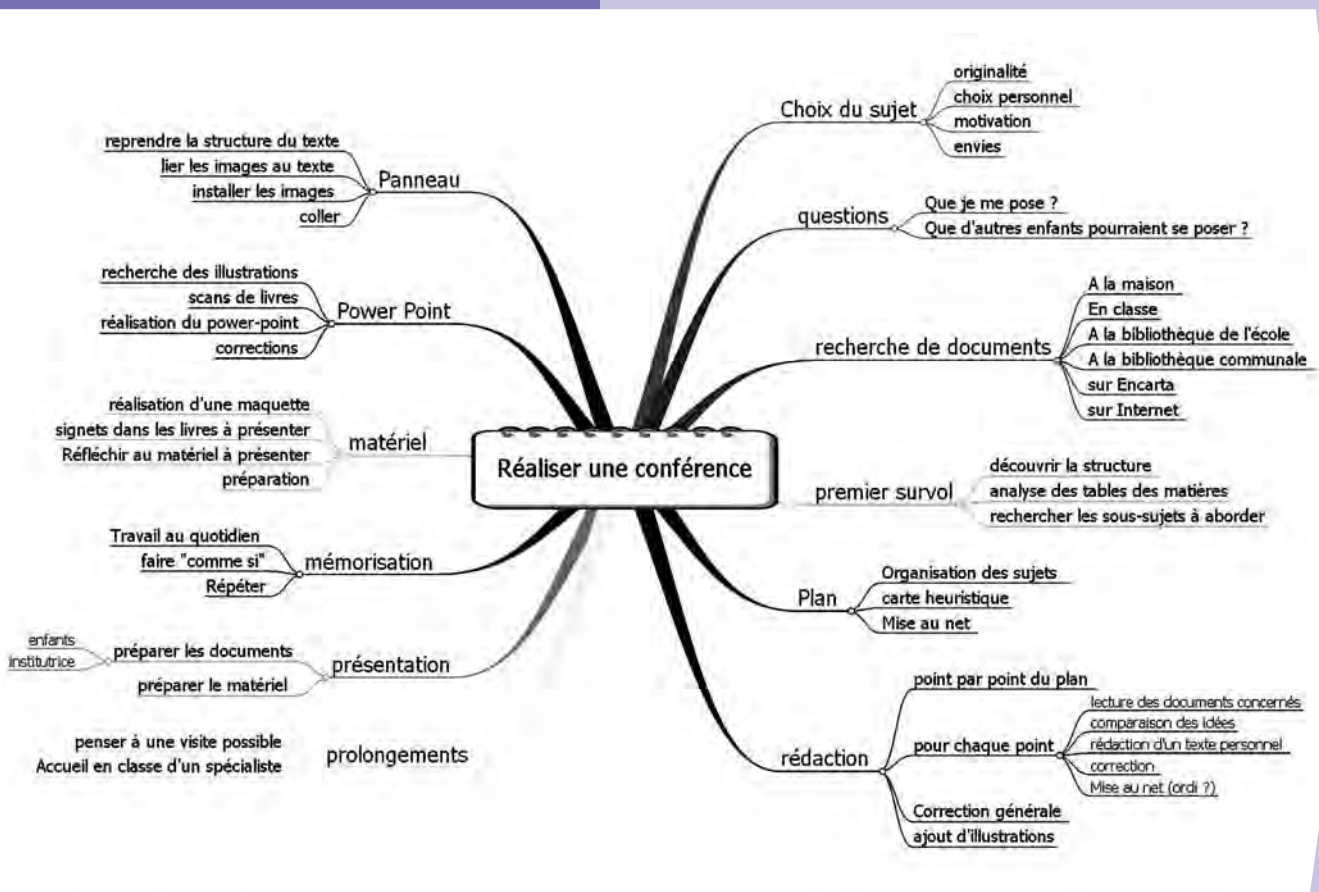 Réaliser une conférence
Choix du sujet
originalité
choix personnel
motivation
envies
questions
Que je me pose ?
Que d'autres enfants pourraient se poser ?
recherche de documents
A la maison
En classe
A la bibliothèque de l'école
A la bibliothèque communale
sur Encarta
sur Internet
premier survol
découvrir la structure
analyse des tables des matières
rechercher les sous-sujets à aborder
Plan
Organisation des sujets
carte heuristique
Mise au net
rédaction
point par point du plan
pour chaque point
lecture des documents concernés
comparaison des idées
rédaction d'un texte personnel
correction
Mise au net (ordi ?)
Correction générale
ajout d'illustrations
Panneau
reprendre la structure du texte
lier les images au texte
installer les images
coller
Power Point
recherche des illustrations
scans de livres
réalisation du power-point
corrections
matériel
réalisation d'une maquette
signets dans les livres à présenter
Réfléchir au matériel à présenter
préparation
mémorisation
Travail au quotidien
faire "comme si"
Répéter
présentation
préparer les documents
enfants
institutrice
préparer le matériel
prolongements
penser à une visite possible
Accueil en classe d'un spécialiste